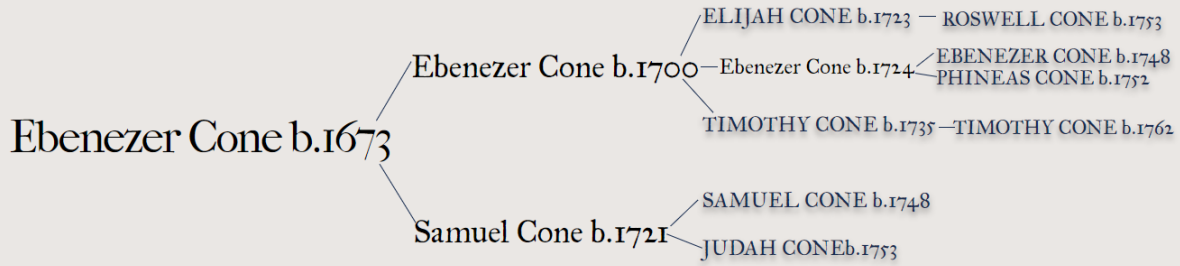 Ebenezer Cone b.1673
Ebenezer Cone b.1700
Samuel Cone b.1721
ELIJAH CONE b.1723
ROSWELL CONE b.1753
Ebenezer Cone b.1724
EBENEZER CONE b.1748
PHINEAS CONE b.1752
TIMOTHY CONE b.1735
TIMOTHY CONE b.1762
SAMUEL CONE b.1748
JUDAH CONEb.1753